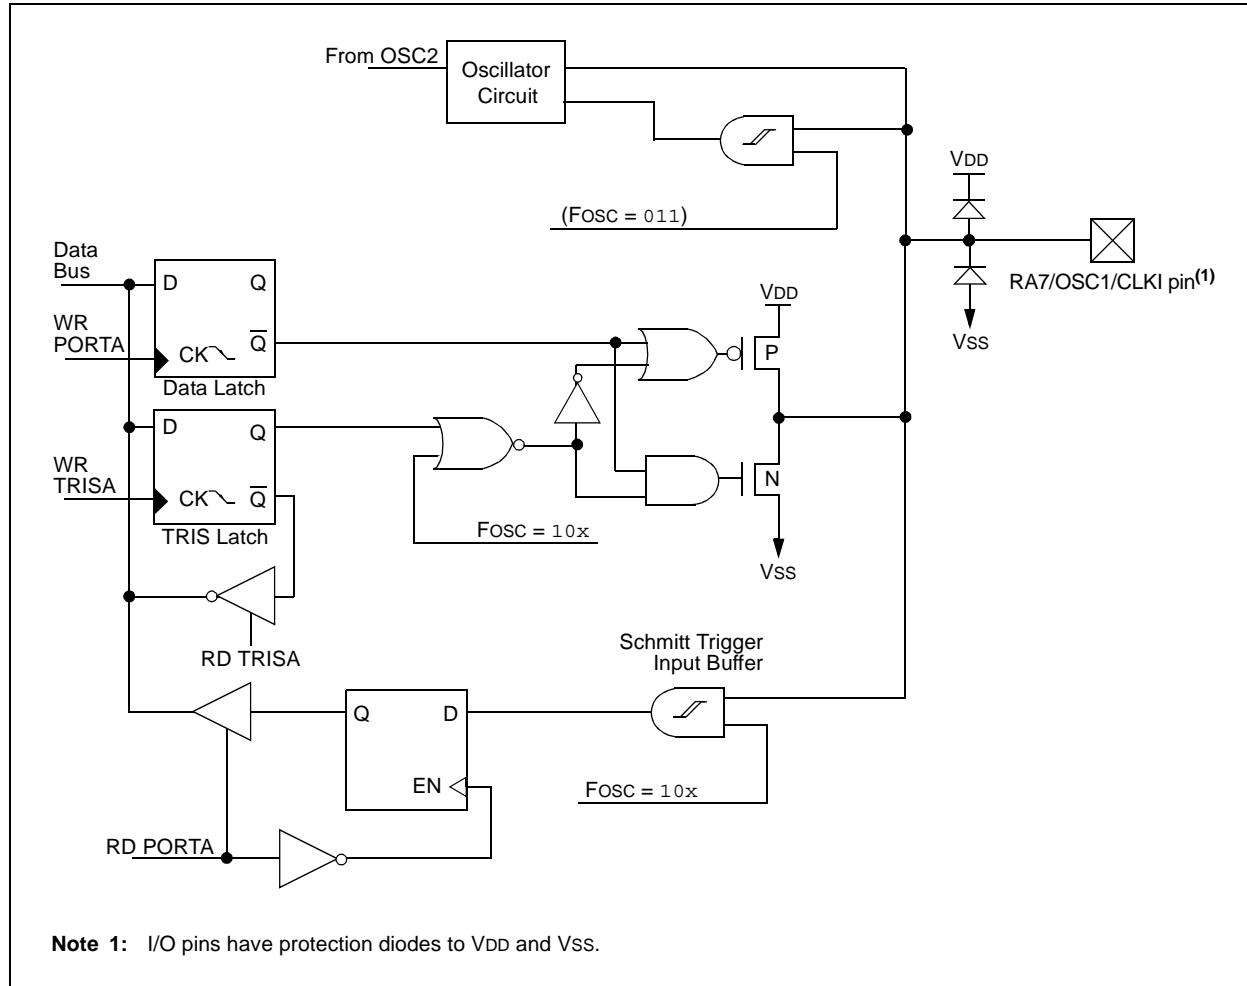 From OSC2
Oscillator
Circuit
VDD
(FOSC = 011)
Data
Bus
D
Q
RA7/OSC1/CLKI pin(1)
VDD
WR
PORTA
CK
Q
P
VSS
Data Latch
D
Q
WR
TRISA
CK
Q
N
FOSC = 10x
TRIS Latch
VSS
RD TRISA
Schmitt Trigger
Input Buffer
Q
D
EN
FOSC = 10x
RD PORTA
Note 1: I/O pins have protection diodes to VDD and VSS.